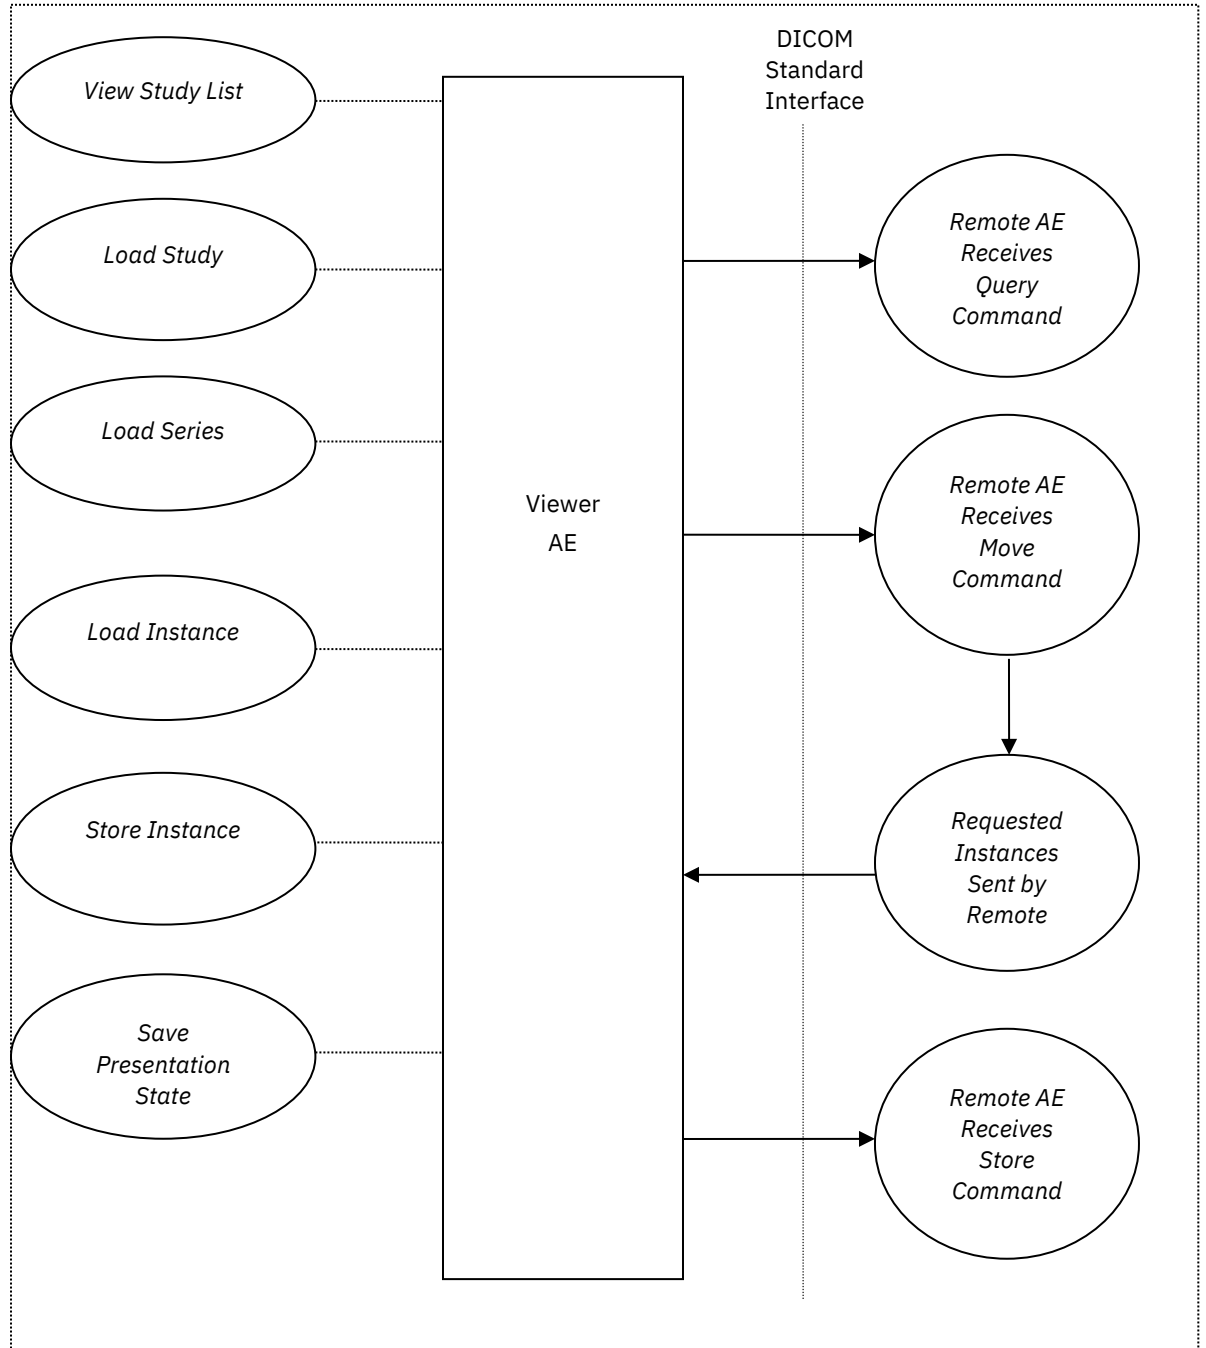 View Study List
Load Study
Load Series
Load Instance
Store Instance
Save
Presentation
State
Viewer
AE
DICOM
Standard
Interface
Remote AE
Receives
Query
Command
Remote AE
Receives
Move
Command
Requested
Instances
Sent by
Remote
Remote AE
Receives
Store
Command